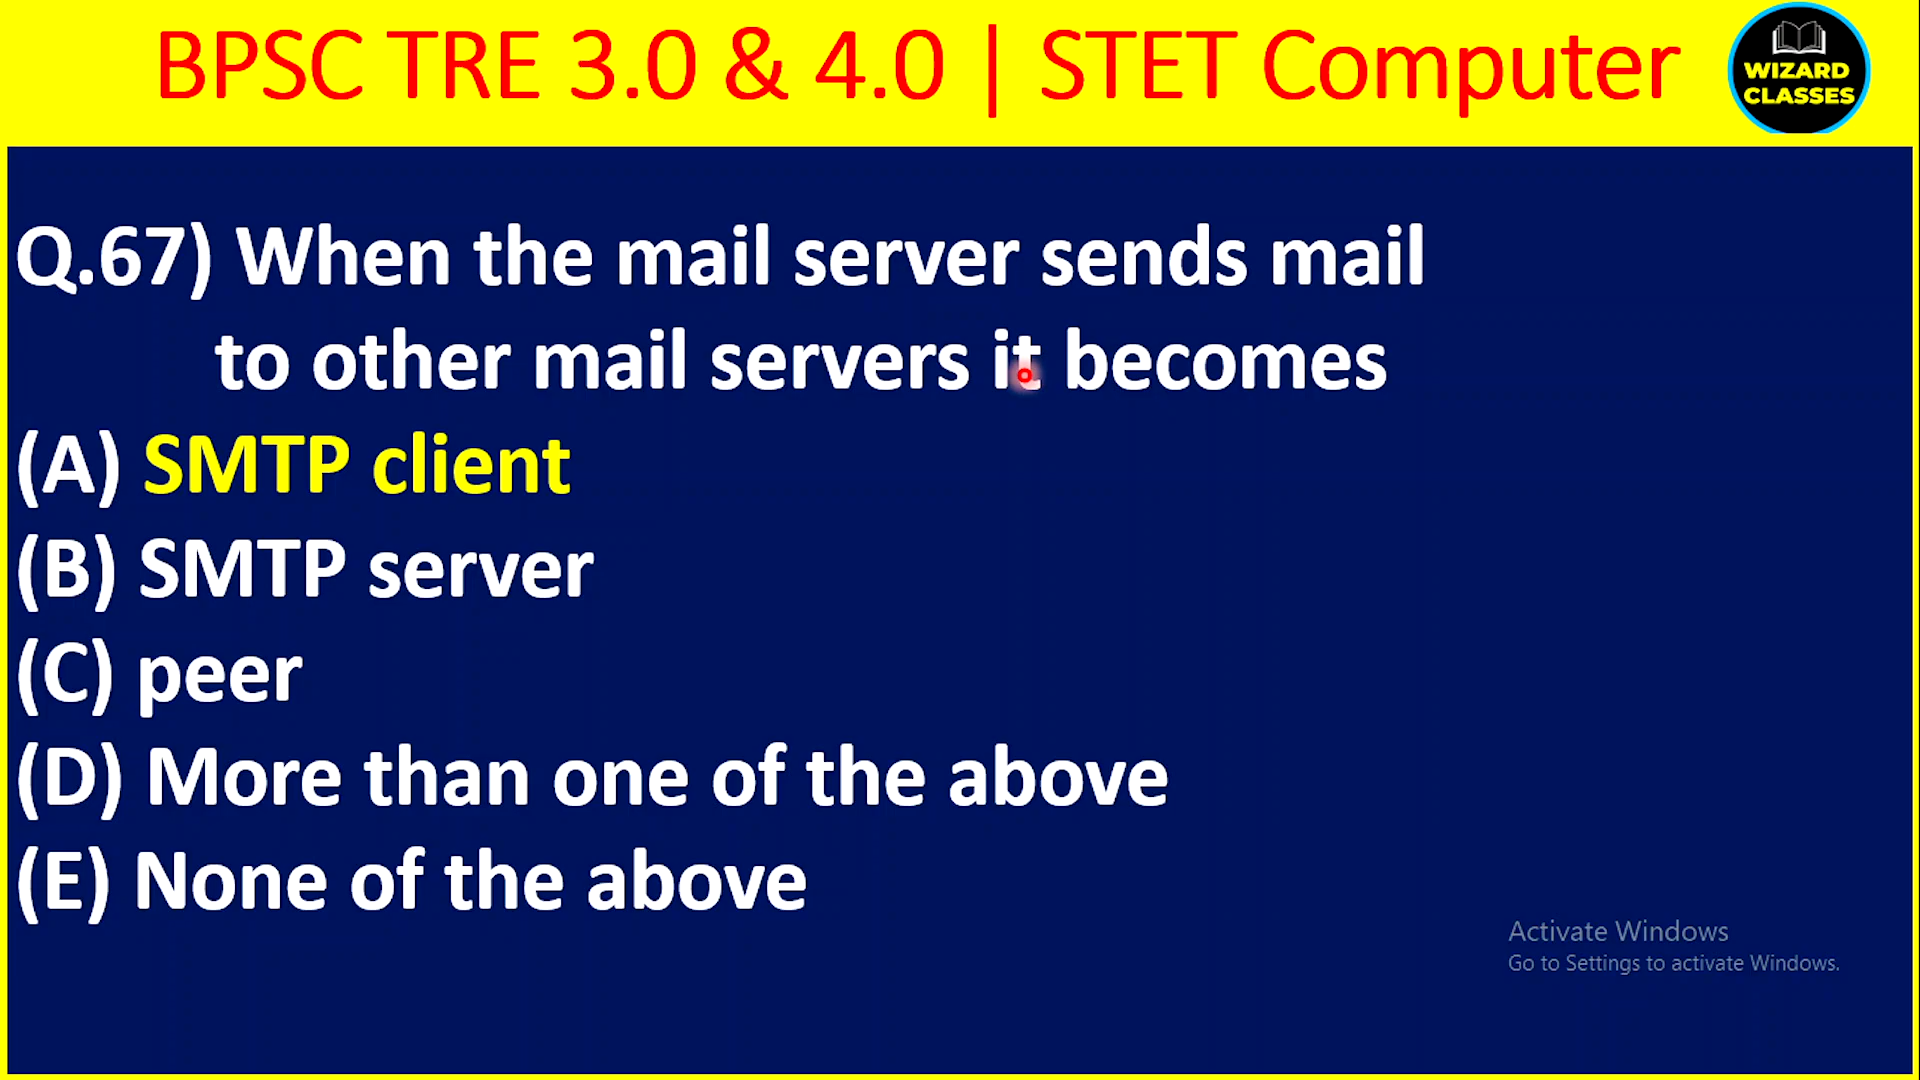 BPSC TRE 3.0 & 4.0 | STET Computer
WIZARD
CLASSES
Q.67) When the mail server sends mail
to other mail servers it becomes
(A) SMTP client
(B) SMTP server
(C) peer
(D) More than one of the above
(E) None of the above
Activate Windows
Go to Settings to activate Windows.